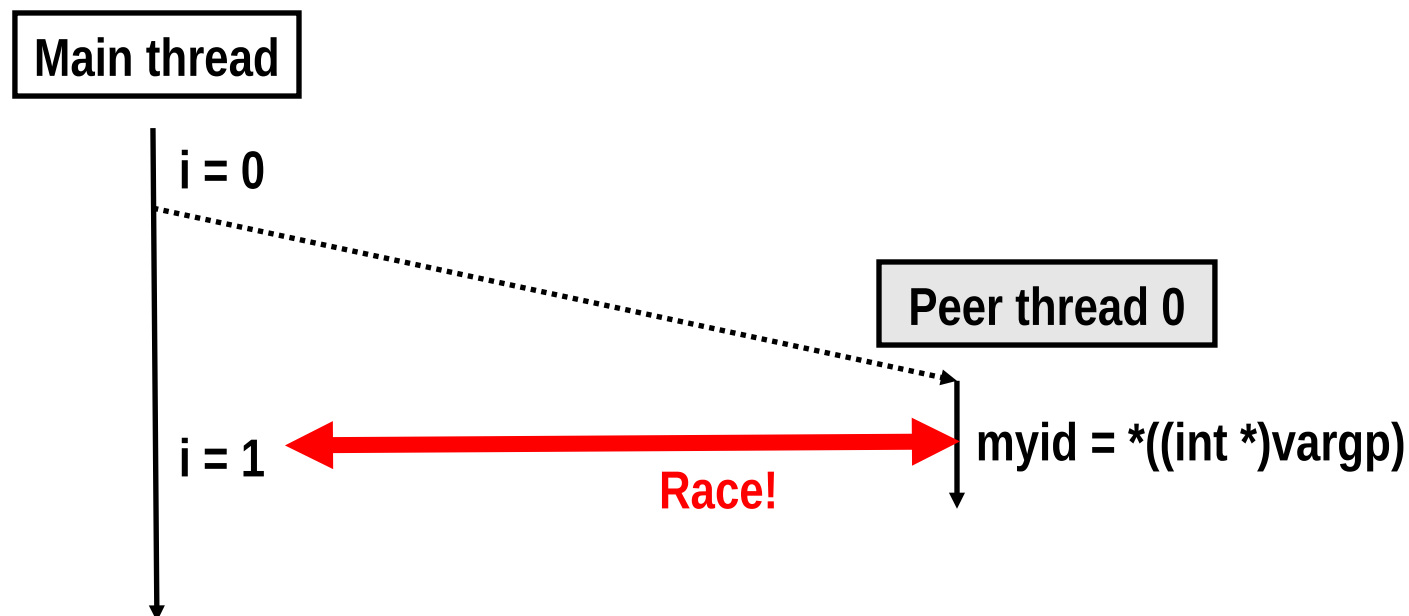 Main thread
i = 0
Peer thread 0
i = 1
myid = *((int *)vargp)
Race!